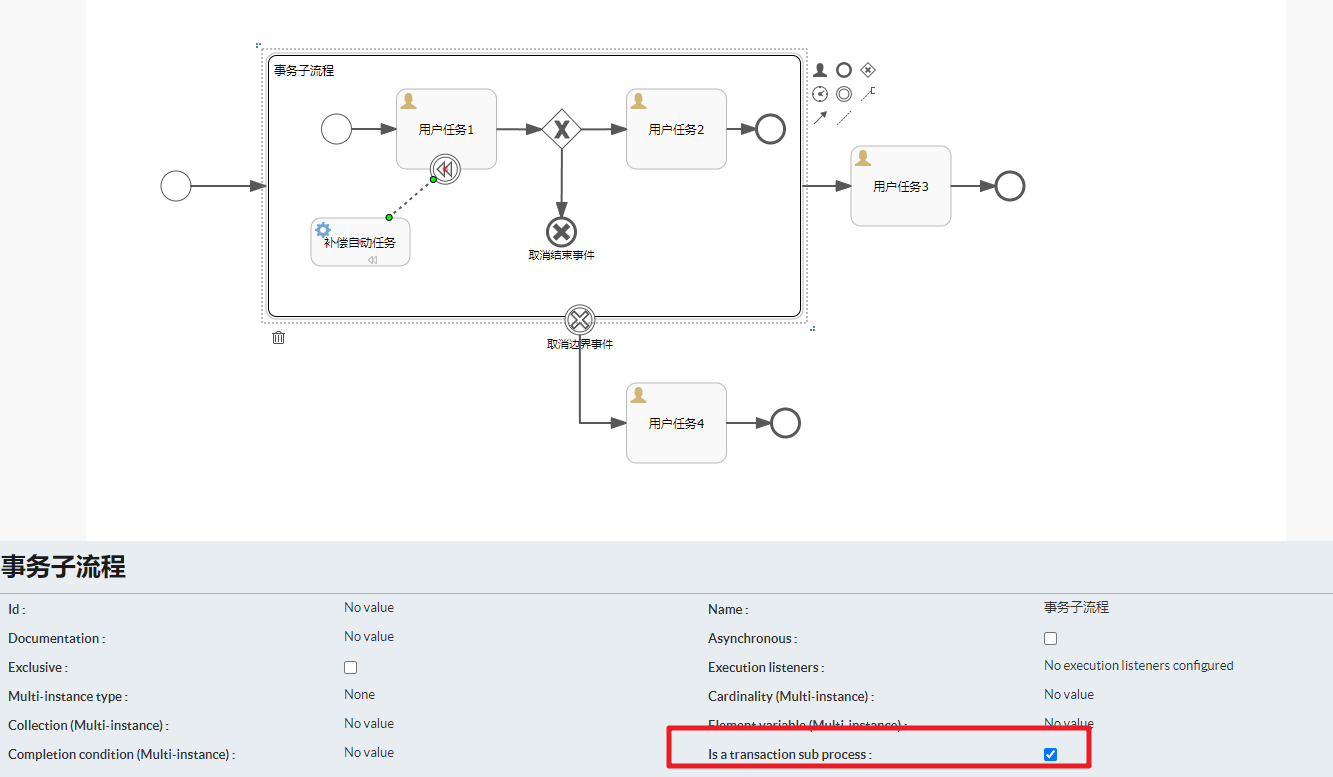 事务子流程
用户任务1
用户任务2
用户任务3
补偿自动任务
取消结束事件
取消边界事件
用户任务4
事务子流程
Id : No value Name : 事务子流程
Documentation : No value Asynchronous :
Exclusive : Execution listeners : No execution listeners configured
Multi-instance type : None Cardinality (Multi-instance) : No value
Collection (Multi-instance) : No value Element variable (Multi-instance) : No value
Completion condition (Multi-instance) : No value Is a transaction sub process :